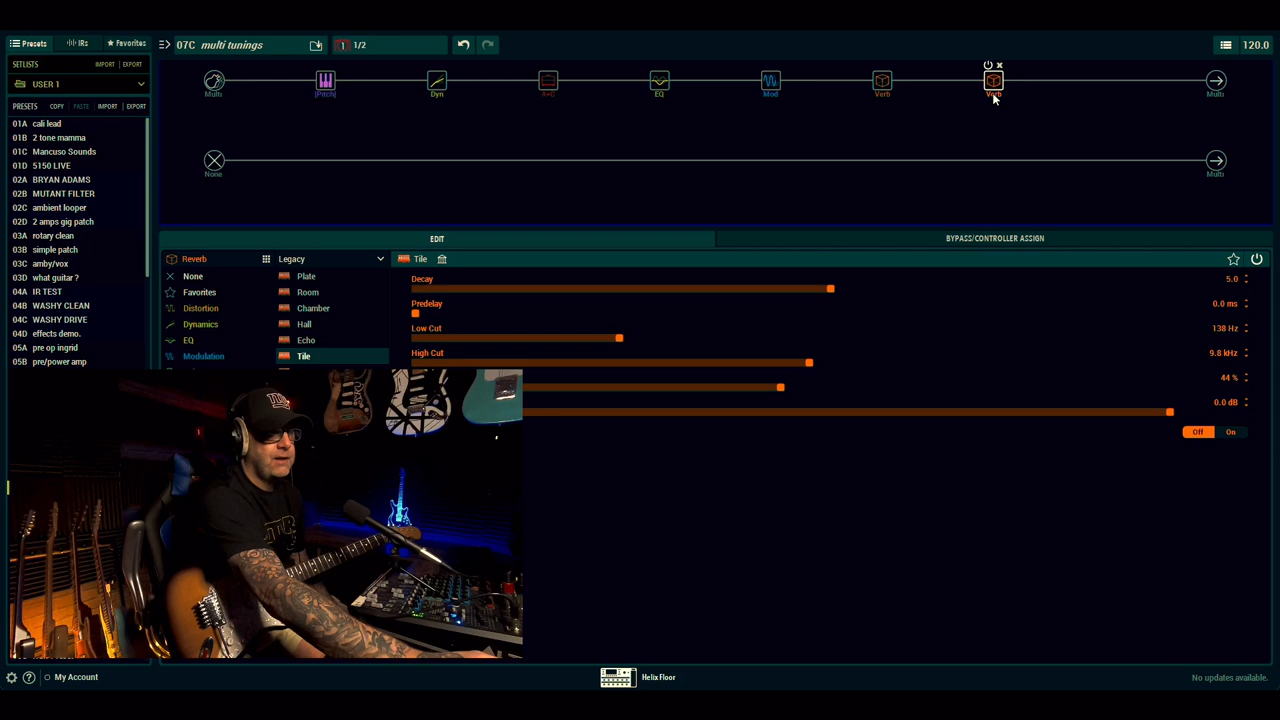 Presets IRs Favorites
07C multi tunings 1 1/2 120.0
SETLISTS IMPORT EXPORT
USER 1
PRESETS COPY PASTE IMPORT EXPORT
Multi [Pitch] Dyn A+C EQ Mod Verb Verb Multi
None Multi
01A cali lead
01B 2 tone mamma
01C Mancuso Sounds
01D 5150 LIVE
02A BRYAN ADAMS
02B MUTANT FILTER
02C ambient looper
02D 2 amps gig patch
03A rotary clean
03B simple patch
03C amby/vox
03D what guitar ?
04A IR TEST
04B WASHY CLEAN
04C WASHY DRIVE
04D effects demo.
05A pre op ingrid
05B pre/power amp
EDIT BYPASS/CONTROLLER ASSIGN
Reverb Legacy Tile
None
Favorites
Distortion
Dynamics
EQ
Modulation
Plate
Room
Chamber
Hall
Echo
Tile
Decay 5.0
Predelay 0.0 ms
Low Cut 138 Hz
High Cut 9.8 kHz
44 %
0.0 dB
Off On
My Account Helix Floor No updates available.